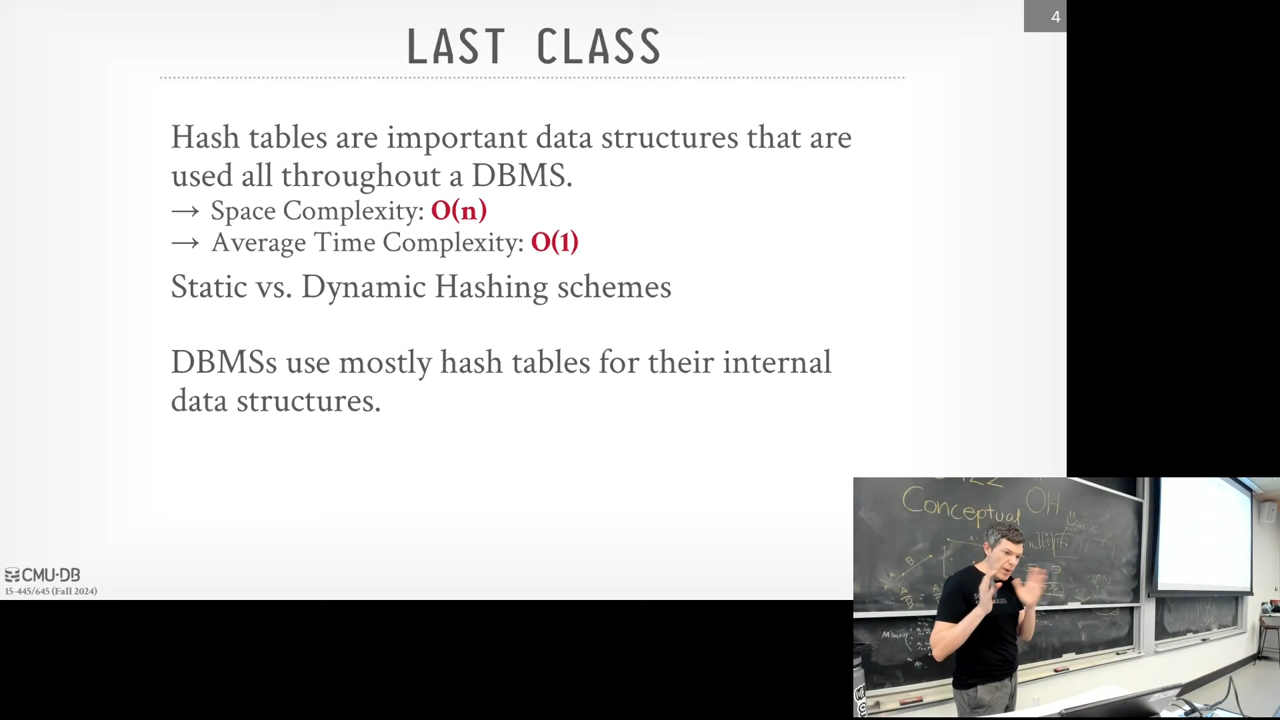 4
LAST CLASS
Hash tables are important data structures that are
used all throughout a DBMS.
→ Space Complexity: O(n)
→ Average Time Complexity: O(1)
Static vs. Dynamic Hashing schemes
DBMSs use mostly hash tables for their internal
data structures.
CMU·DB
15-445/645 (Fall 2024)
Conceptual OH